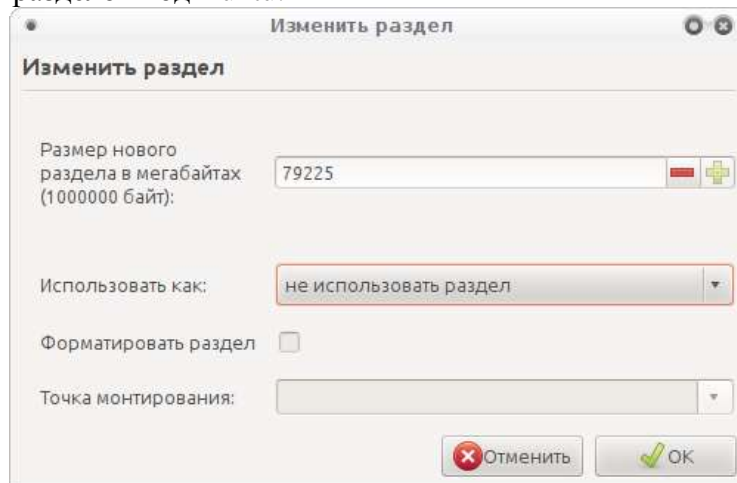 Изменить раздел
Изменить раздел
Размер нового
раздела в мегабайтах
(1000000 байт):
79225
Использовать как:
не использовать раздел
Форматировать раздел
Точка монтирования:
Отменить
OK